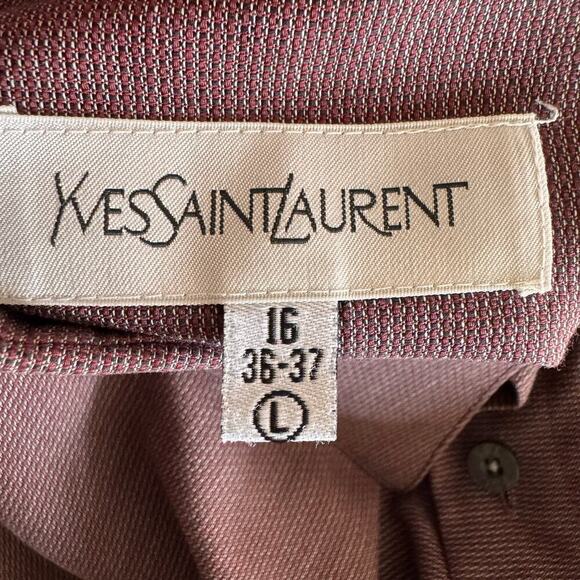 YVESSAINTLAURENT
16
36-37
L